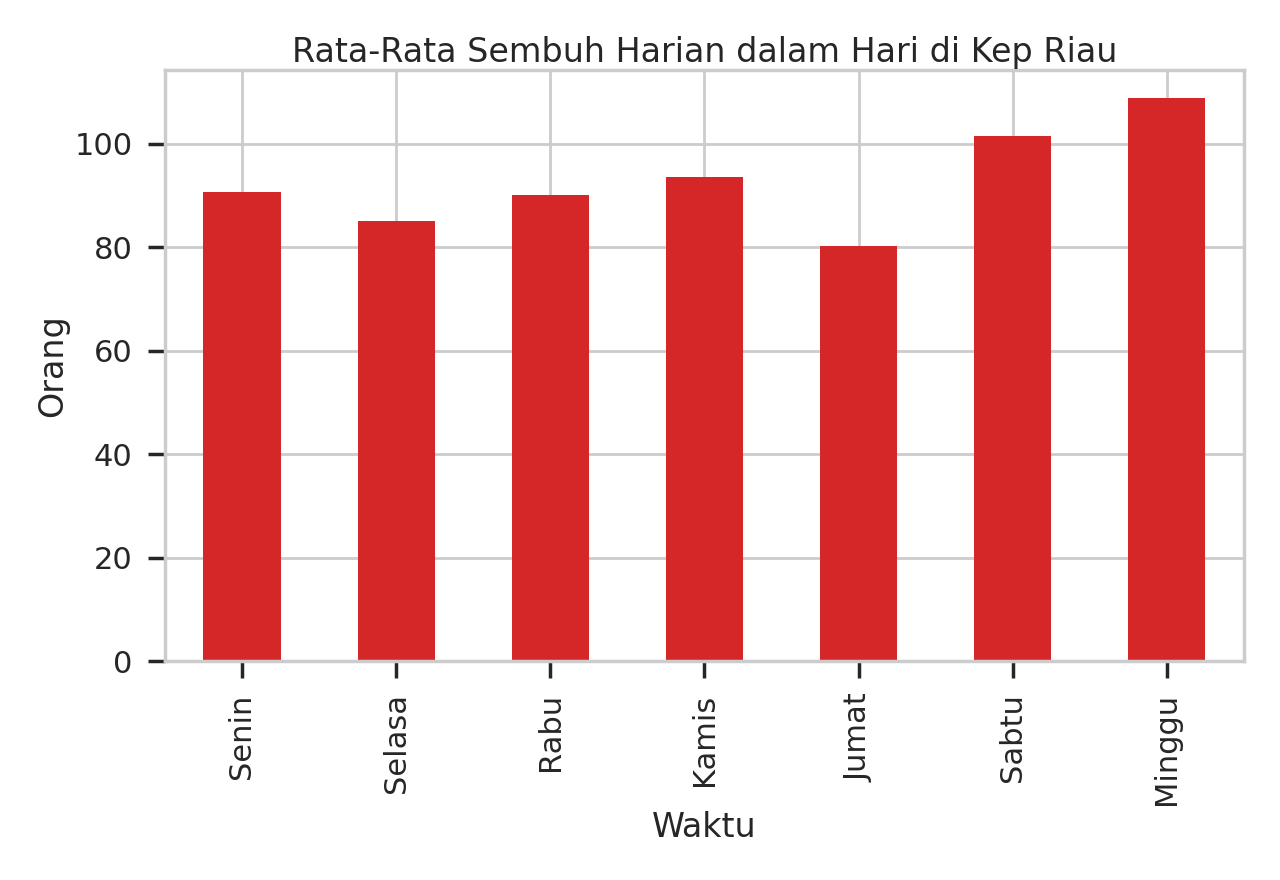 Rata-Rata Sembuh Harian dalam Hari di Kep Riau
100
80
60
40
20
0
Orang
Senin
Selasa
Rabu
Kamis
Jumat
Sabtu
Minggu
Waktu